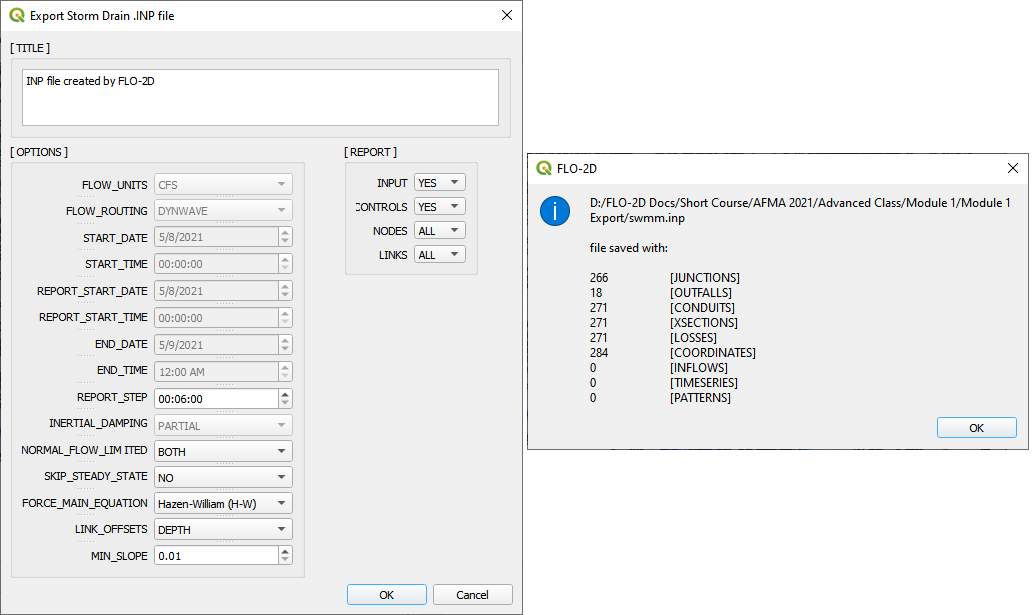 Export Storm Drain .INP file
[ TITLE ]
INP file created by FLO-2D
[ OPTIONS ]
FLOW_UNITS CFS
FLOW_ROUTING DYNWAVE
START_DATE 5/8/2021
START_TIME 00:00:00
REPORT_START_DATE 5/8/2021
REPORT_START_TIME 00:00:00
END_DATE 5/9/2021
END_TIME 12:00 AM
REPORT_STEP 00:06:00
INERTIAL_DAMPING PARTIAL
NORMAL_FLOW_LIM ITED BOTH
SKIP_STEADY_STATE NO
FORCE_MAIN_EQUATION Hazen-William (H-W)
LINK_OFFSETS DEPTH
MIN_SLOPE 0.01
[ REPORT ]
INPUT YES
CONTROLS YES
NODES ALL
LINKS ALL
OK Cancel
FLO-2D
D:/FLO-2D Docs/Short Course/AFMA 2021/Advanced Class/Module 1/Module 1
Export/swmm.inp
file saved with:
266 [JUNCTIONS]
18 [OUTFALLS]
271 [CONDUITS]
271 [XSECTIONS]
271 [LOSSES]
284 [COORDINATES]
0 [INFLOWS]
0 [TIMESERIES]
0 [PATTERNS]
OK